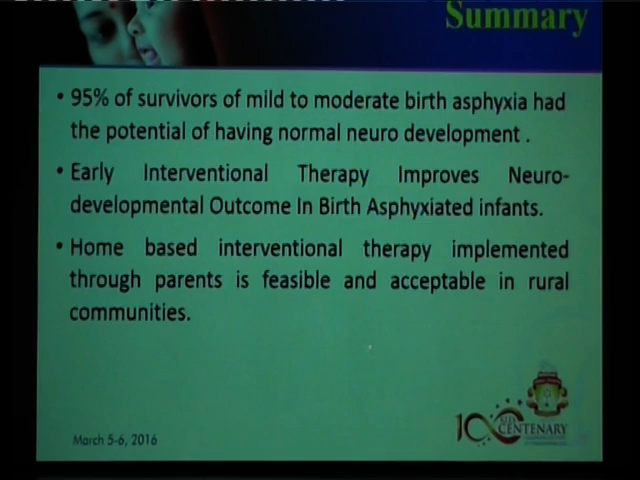 Summary
• 95% of survivors of mild to moderate birth asphyxia had
the potential of having normal neuro development .
• Early Interventional Therapy Improves Neuro-
developmental Outcome In Birth Asphyxiated infants.
• Home based interventional therapy implemented
through parents is feasible and acceptable in rural
communities.
March 5-6, 2016
100
CENTENARY